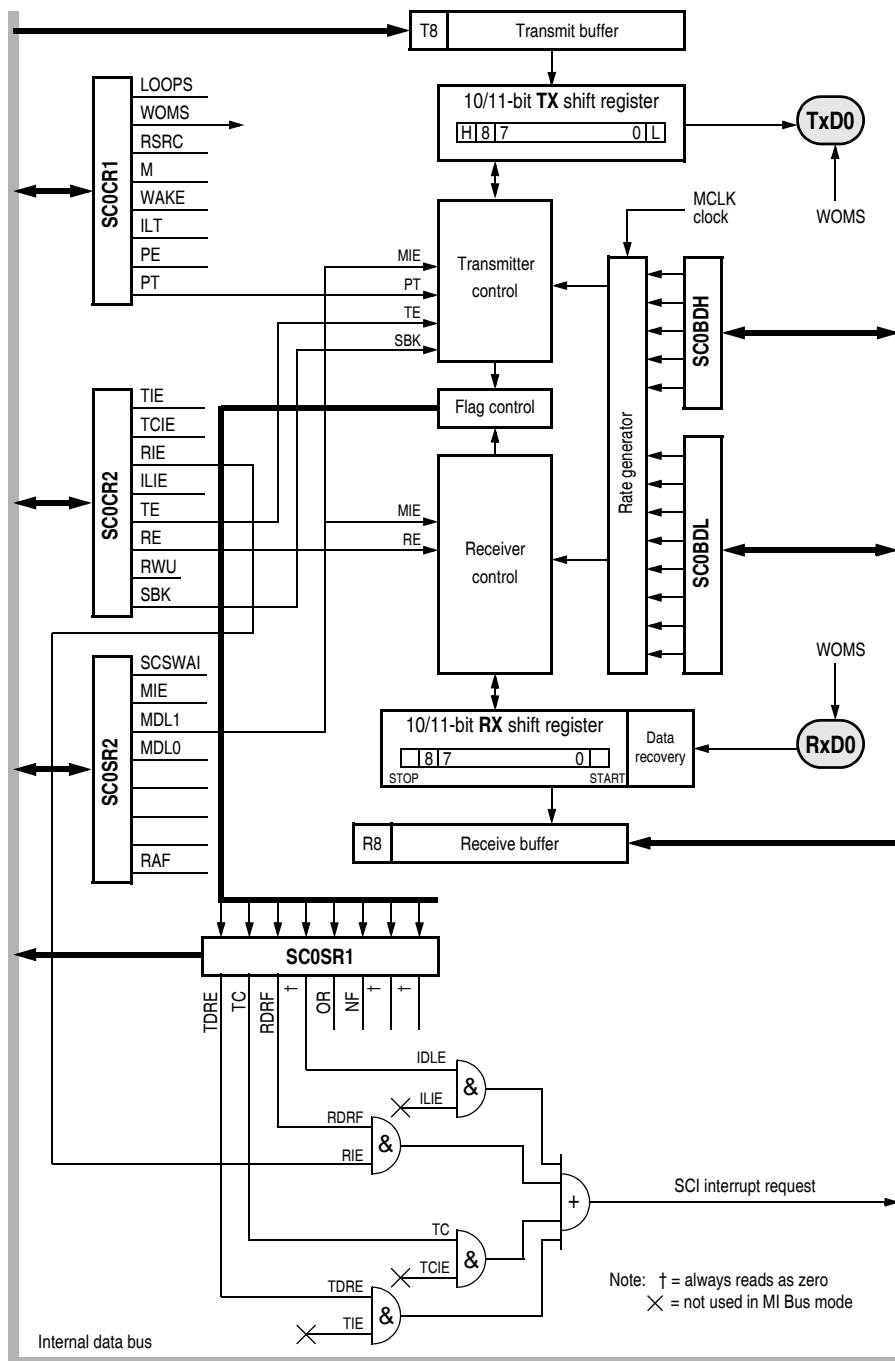 T8 Transmit buffer
10/11-bit TX shift register
H 8 7 0 L
TxD0
WOMS
MCLK
clock
SC0CR1
LOOPS
WOMS
RSRC
M
WAKE
ILT
PE
PT
MIE
PT
TE
SBK
Transmitter
control
Rate generator
SC0BDH
Flag control
SC0CR2
TIE
TCIE
RIE
ILIE
TE
RE
RWU
SBK
MIE
RE
Receiver
control
SC0BDL
SC0SR2
SCSWAI
MIE
MDL1
MDL0
RAF
WOMS
RxD0
10/11-bit RX shift register
8 7 0
STOP START
Data
recovery
R8 Receive buffer
SC0SR1
TDRE
TC
RDRF
†
OR
NF
†
†
IDLE
ILIE
&
RDRF
RIE
&
+
SCI interrupt request
TC
TCIE
&
TDRE
TIE
&
Note: † = always reads as zero
= not used in MI Bus mode
Internal data bus